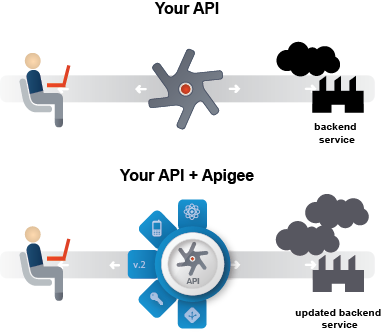 Your API
backend
service
Your API + Apigee
v.2
API
updated backend
service